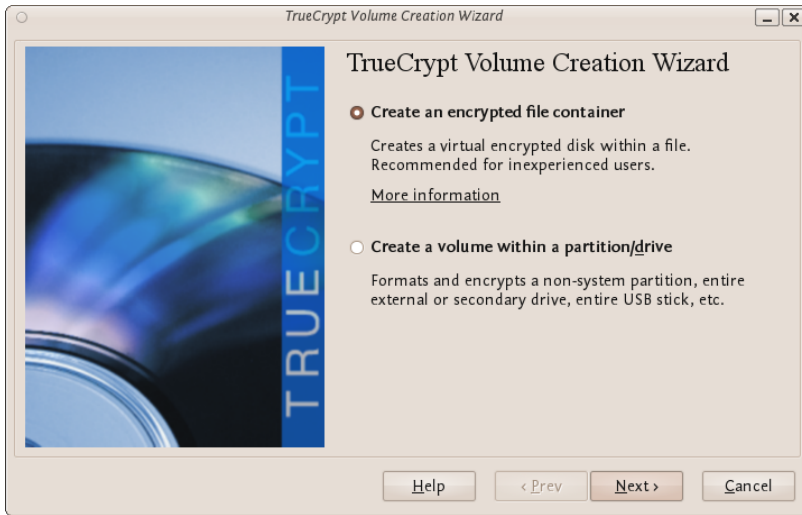 TrueCrypt Volume Creation Wizard
TRUECRYPT
TrueCrypt Volume Creation Wizard
Create an encrypted file container
Creates a virtual encrypted disk within a file.
Recommended for inexperienced users.
More information
Create a volume within a partition/drive
Formats and encrypts a non-system partition, entire
external or secondary drive, entire USB stick, etc.
Help
< Prev
Next >
Cancel